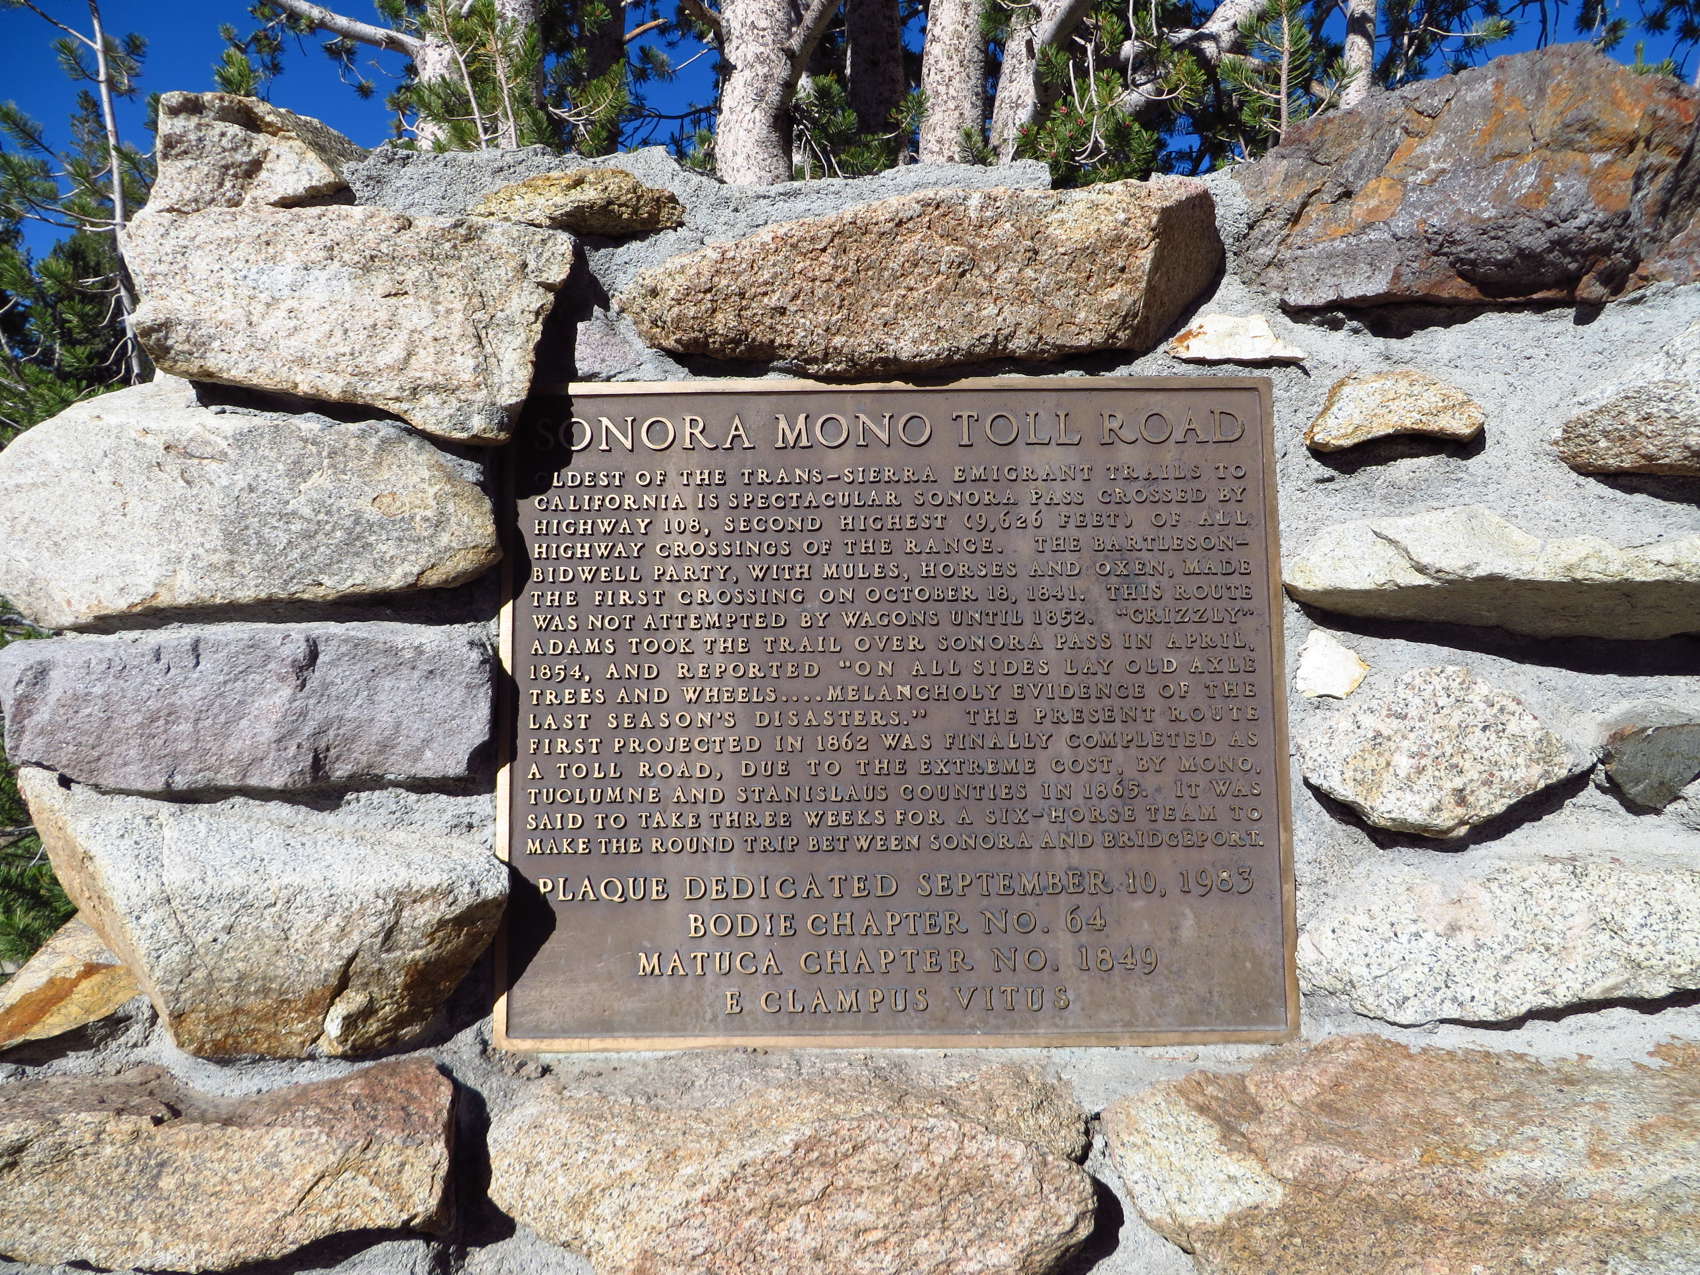 SONORA MONO TOLL ROAD
OLDEST OF THE TRANS-SIERRA EMIGRANT TRAILS TO
CALIFORNIA IS SPECTACULAR SONORA PASS CROSSED BY
HIGHWAY 108, SECOND HIGHEST (9,626 FEET) OF ALL
HIGHWAY CROSSINGS OF THE RANGE. THE BARTLESON-
BIDWELL PARTY, WITH MULES, HORSES AND OXEN, MADE
THE FIRST CROSSING ON OCTOBER 18, 1841. THIS ROUTE
WAS NOT ATTEMPTED BY WAGONS UNTIL 1852. "GRIZZLY"
ADAMS TOOK THE TRAIL OVER SONORA PASS IN APRIL,
1854, AND REPORTED "ON ALL SIDES LAY OLD AXLE
TREES AND WHEELS....MELANCHOLY EVIDENCE OF THE
LAST SEASON'S DISASTERS." THE PRESENT ROUTE
FIRST PROJECTED IN 1862 WAS FINALLY COMPLETED AS
A TOLL ROAD, DUE TO THE EXTREME COST, BY MONO,
TUOLUMNE AND STANISLAUS COUNTIES IN 1865. IT WAS
SAID TO TAKE THREE WEEKS FOR A SIX-HORSE TEAM TO
MAKE THE ROUND TRIP BETWEEN SONORA AND BRIDGEPORT.
PLAQUE DEDICATED SEPTEMBER 10, 1983
BODIE CHAPTER NO. 64
MATUCA CHAPTER NO. 1849
E CLAMPUS VITUS